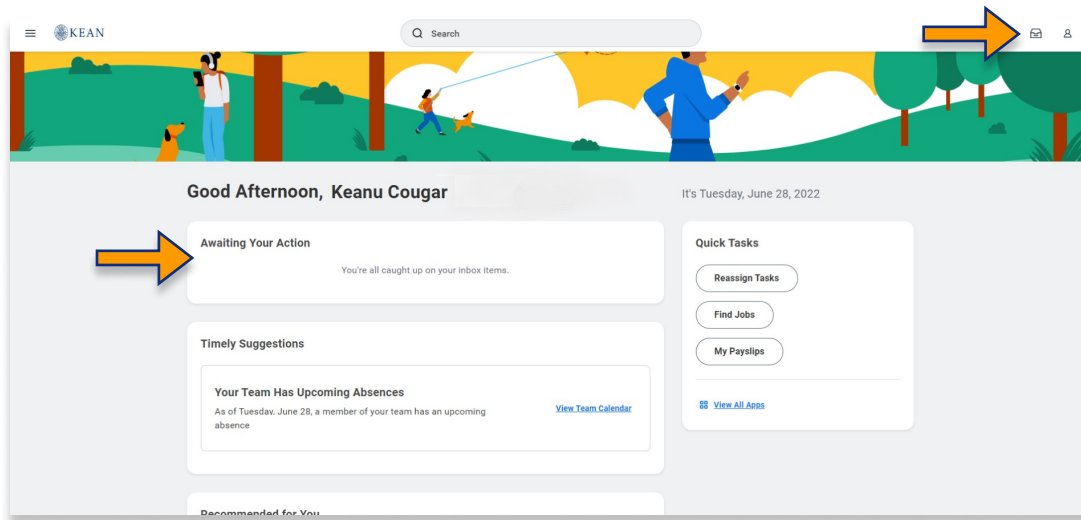 KEAN
Search
Good Afternoon, Keanu Cougar
It's Tuesday, June 28, 2022
Awaiting Your Action
You're all caught up on your inbox items.
Timely Suggestions
Your Team Has Upcoming Absences
As of Tuesday, June 28, a member of your team has an upcoming
absence
View Team Calendar
Recommended for You
Quick Tasks
Reassign Tasks
Find Jobs
My Payslips
View All Apps